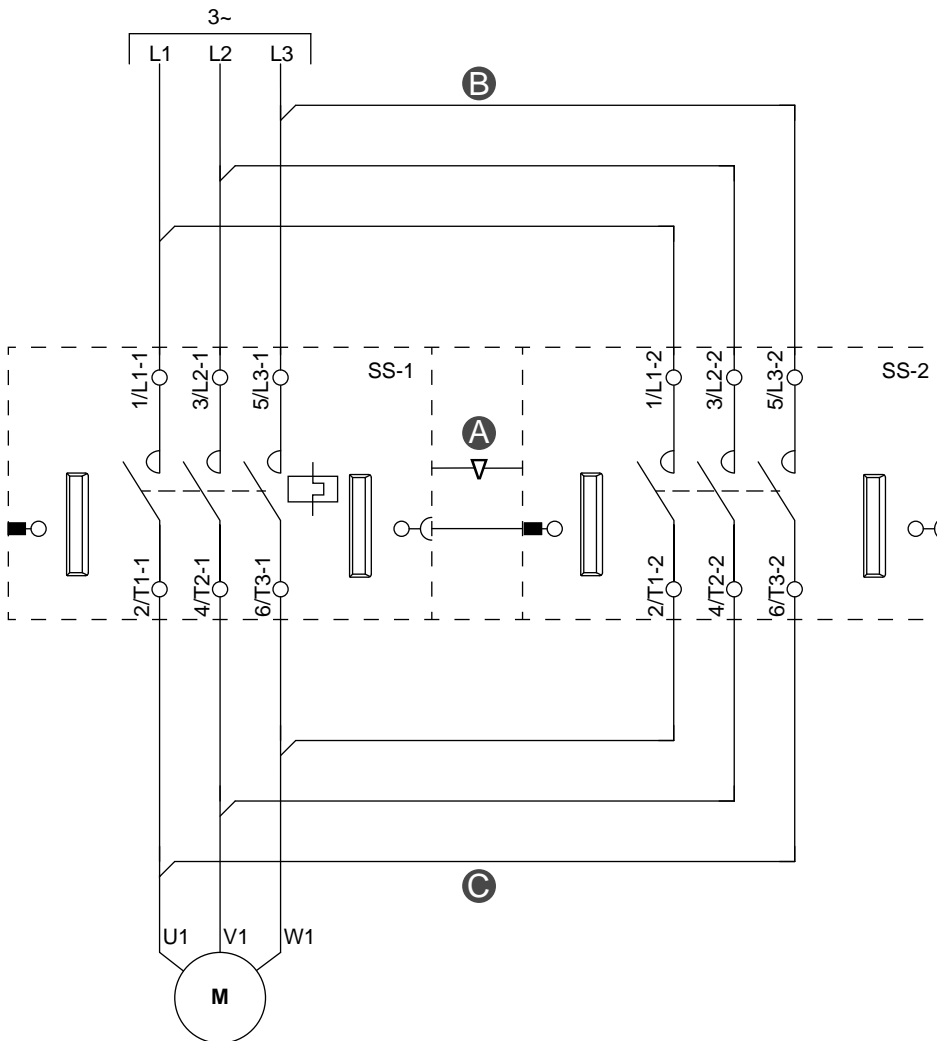 3~
L1 L2 L3
B
1/L1-1 3/L2-1 5/L3-1 SS-1 1/L1-2 3/L2-2 5/L3-2 SS-2
A
2/T1-1 4/T2-1 6/T3-1 2/T1-2 4/T2-2 6/T3-2
C
U1 V1 W1
M